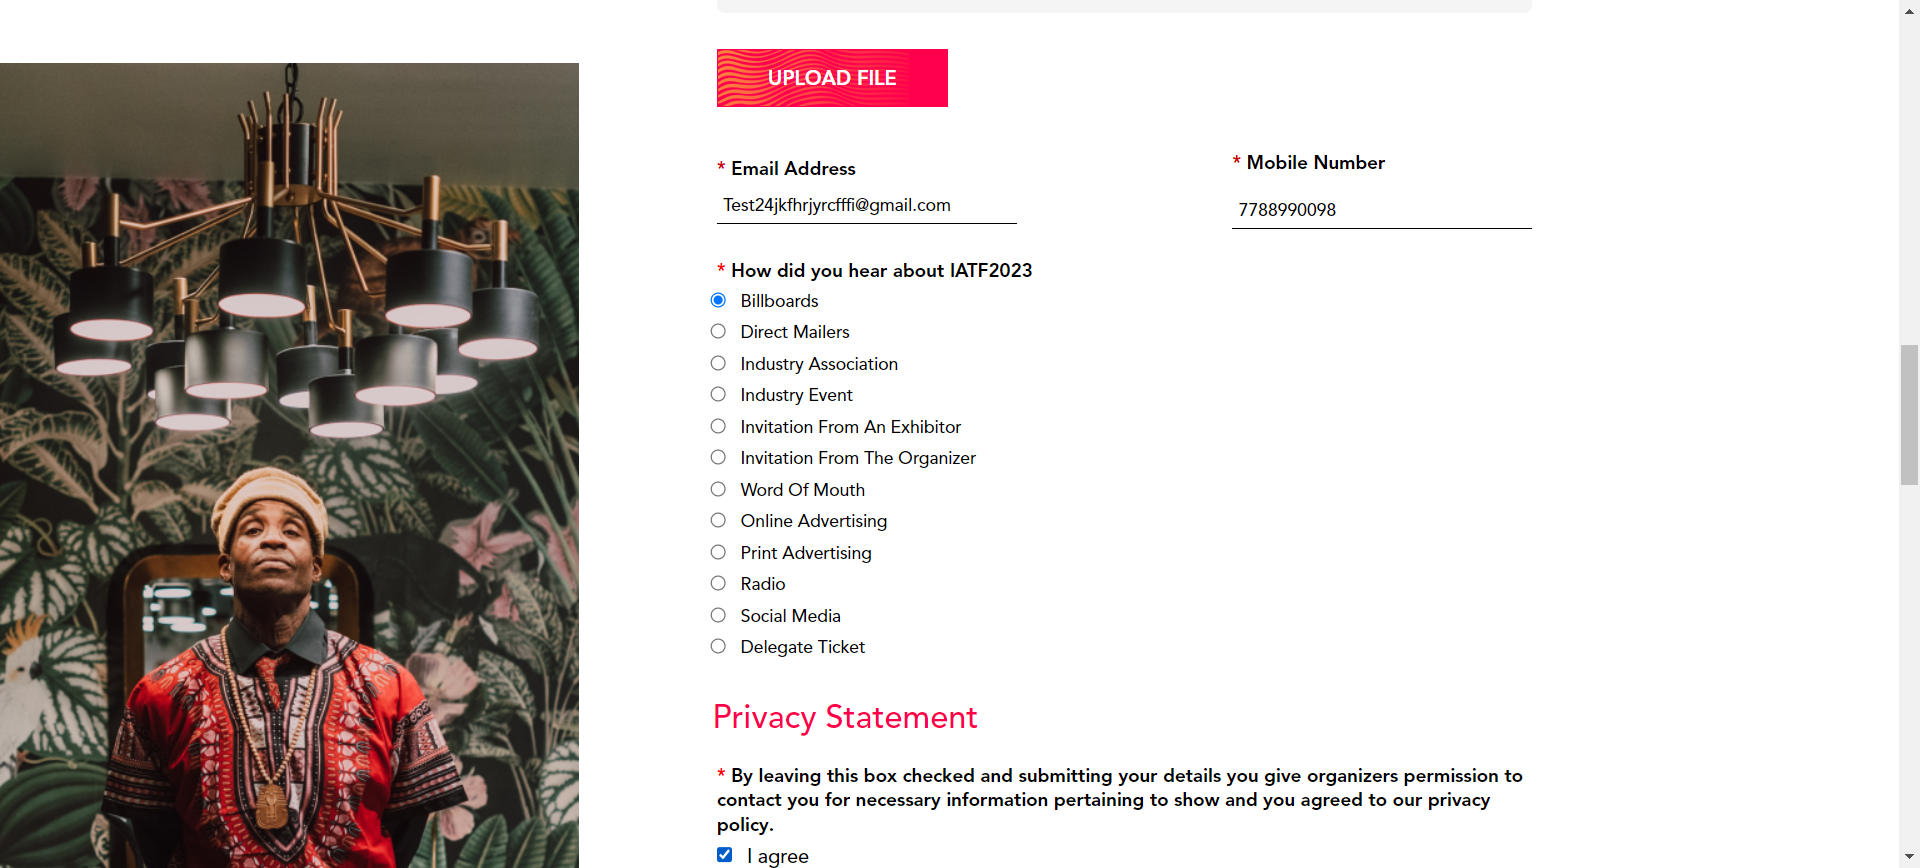 UPLOAD FILE
* Email Address
* Mobile Number
Test24jkfhrjyrcfffi@gmail.com
7788990098
* How did you hear about IATF2023
Billboards
Direct Mailers
Industry Association
Industry Event
Invitation From An Exhibitor
Invitation From The Organizer
Word Of Mouth
Online Advertising
Print Advertising
Radio
Social Media
Delegate Ticket
Privacy Statement
* By leaving this box checked and submitting your details you give organizers permission to
contact you for necessary information pertaining to show and you agreed to our privacy
policy.
I agree